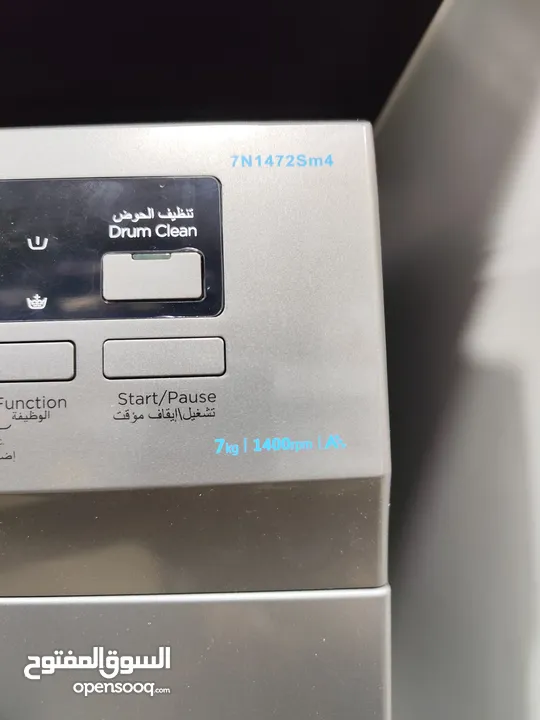 7N1472Sm4
تنظيف الحوض
Drum Clean
Function
الوظيفة
Start/Pause
تشغيل\إيقاف مؤقت
7kg | 1400rpm |
السوق المفتوح
opensooq.com